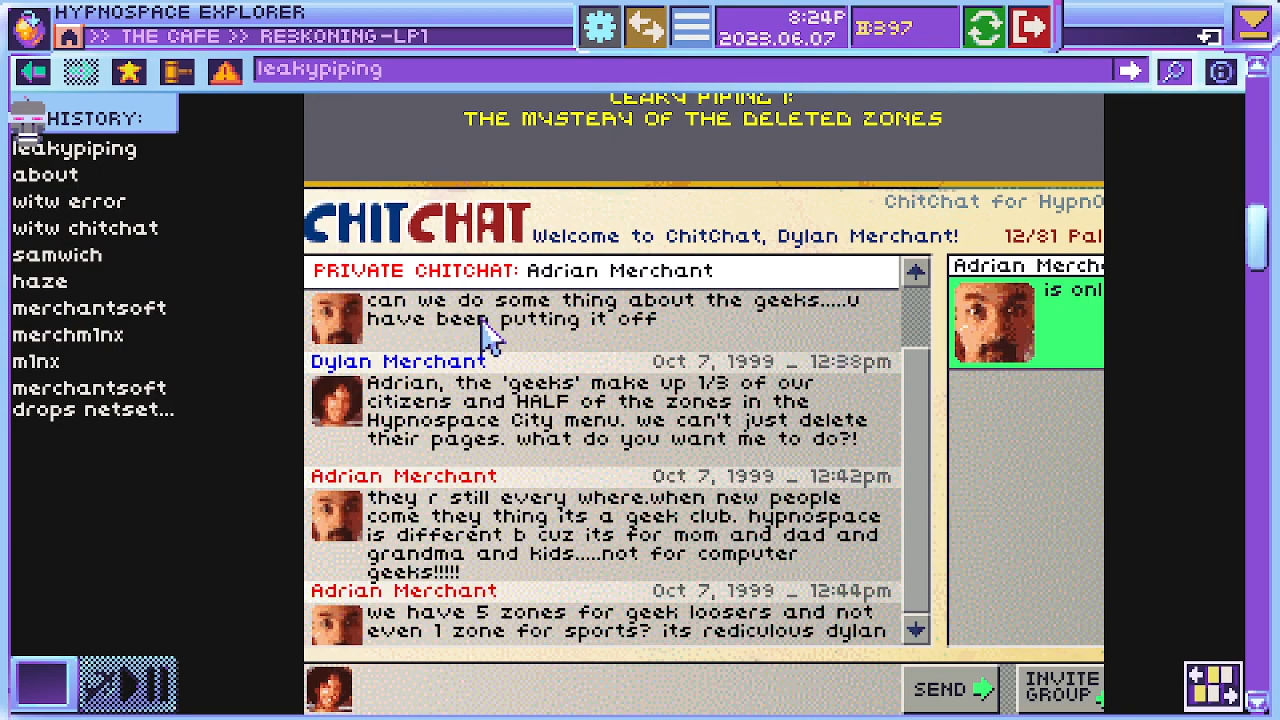 HYPNOSPACE EXPLORER
>> THE CAFE >> RE3KONING-LP1
8:24P
2023.06.07
397
leakypiping
HISTORY:
leakypiping
about
witw error
witw chitchat
samwich
haze
merchantsoft
merchm1nx
m1nx
merchantsoft
drops netset...
LEAKY PIPING 1:
THE MYSTERY OF THE DELETED ZONES
CHITCHAT
ChitChat for Hypno
Welcome to ChitChat, Dylan Merchant!
12/31 Pal
PRIVATE CHITCHAT: Adrian Merchant
can we do some thing about the geeks.....u
have been putting it off
Dylan Merchant Oct 7, 1999 _ 12:38pm
Adrian, the 'geeks' make up 1/3 of our
citizens and HALF of the zones in the
Hypnospace City menu. we can't just delete
their pages. what do you want me to do?!
Adrian Merchant Oct 7, 1999 _ 12:42pm
they r still every where.when new people
come they thing its a geek club. hypnospace
is different b cuz its for mom and dad and
grandma and kids.....not for computer
geeks!!!!!
Adrian Merchant Oct 7, 1999 _ 12:44pm
we have 5 zones for geek loosers and not
even 1 zone for sports? its rediculous dylan
Adrian Merch
is onl
SEND
INVITE
GROUP